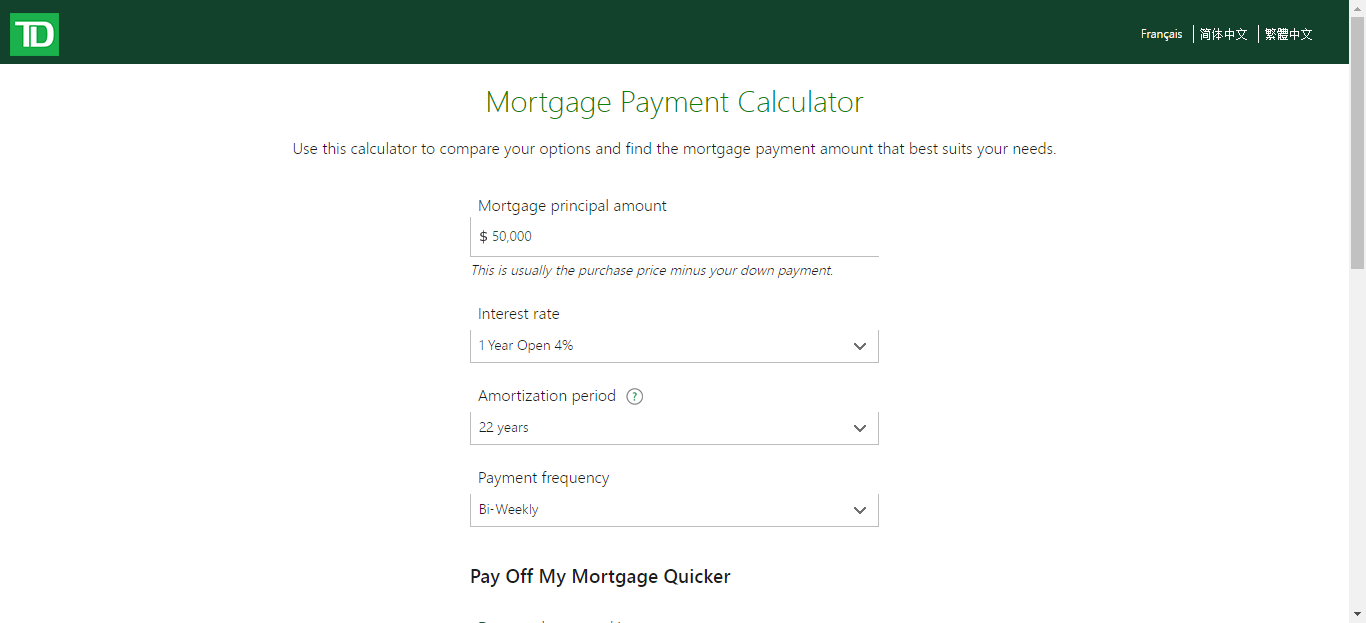 TD
Français
简体中文
繁體中文
Mortgage Payment Calculator
Use this calculator to compare your options and find the mortgage payment amount that best suits your needs.
Mortgage principal amount
$ 50,000
This is usually the purchase price minus your down payment.
Interest rate
1 Year Open 4%
Amortization period ?
22 years
Payment frequency
Bi-Weekly
Pay Off My Mortgage Quicker